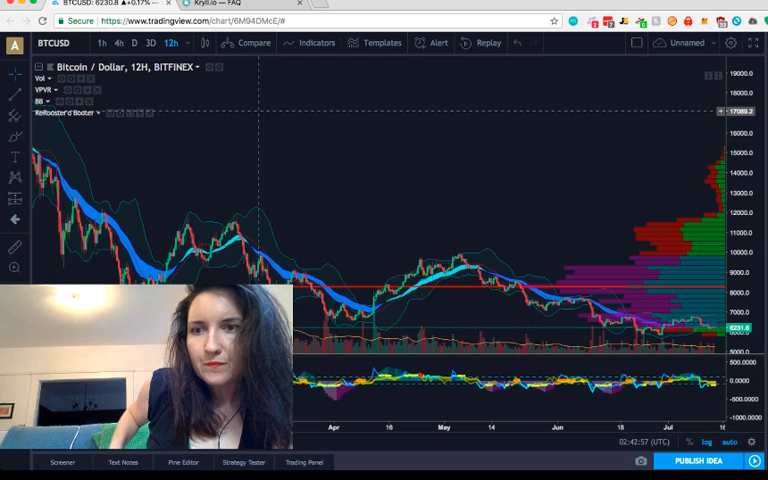 BTCUSD: 6230.8 ▲+0.17%
Kryll.io — FAQ
Secure https://www.tradingview.com/chart/6M94DMcE/#
A BTCUSD 1h 4h D 3D 12h Compare Indicators Templates Alert Replay Unnamed
Bitcoin / Dollar, 12H, BITFINEX
Vol
VPVR
BB
ReRooster'd Booter
19000.0
17089.2
16000.0
15000.0
14000.0
13000.0
12000.0
11000.0
10000.0
9000.0
8000.0
7000.0
6231.8
5000.0
500.0000
0.0000
-500.0000
-1000.0000
Apr 16 May 14 Jun 18 Jul 16
02:42:57 (UTC) % log auto
Screener Text Notes Pine Editor Strategy Tester Trading Panel PUBLISH IDEA